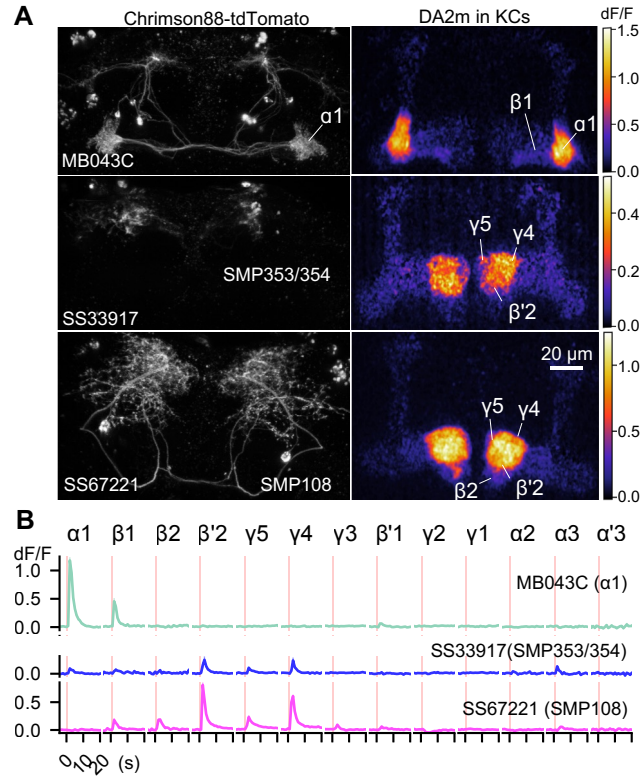 A
Chrimson88-tdTomato
DA2m in KCs
dF/F
α1
MB043C
β1
α1
1.5
1.0
0.5
0.0
SMP353/354
SS33917
γ5
γ4
β'2
0.4
0.2
0.0
20 μm
SS67221
SMP108
γ5
γ4
β2
β'2
1.0
0.5
0.0
B
α1 β1 β2 β'2 γ5 γ4 γ3 β'1 γ2 γ1 α2 α3 α'3
dF/F
1.0
0.5
0.0
MB043C (α1)
SS33917(SMP353/354)
0.0
SS67221 (SMP108)
0.5
0.0
0 10 20 (s)